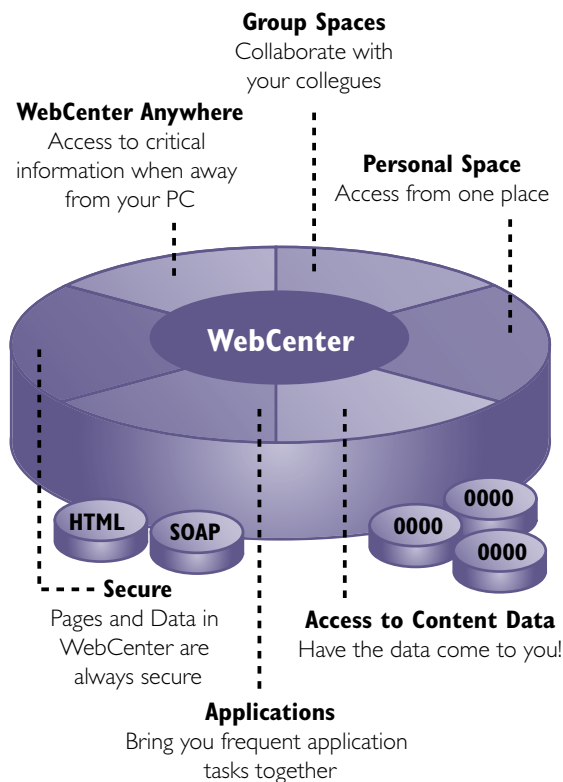 Group Spaces
Collaborate with
your collegues
WebCenter Anywhere
Access to critical
information when away
from your PC
Personal Space
Access from one place
WebCenter
HTML
SOAP
0000
0000
0000
Secure
Pages and Data in
WebCenter are
always secure
Access to Content Data
Have the data come to you!
Applications
Bring you frequent application
tasks together